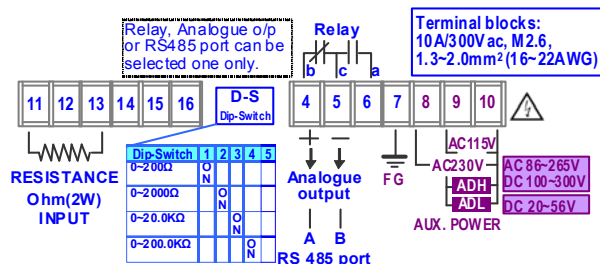 Relay, Analogue o/p
or RS485 port can be
selected one only.
Relay
b c a
Terminal blocks:
10A/300Vac, M2.6,
1.3~2.0mm² (16~22AWG)
11 12 13 14 15 16
D-S
Dip-Switch
4 5 6 7 8 9 10
RESISTANCE
Ohm(2W)
INPUT
Dip-Switch 1 2 3 4 5
0~200Ω ON
0~2000Ω ON
0~20.0KΩ ON
0~200.0KΩ ON
+ −
Analogue
output
A B
RS 485 port
FG
AC115V
AC230V
ADH
ADL
AC 86~265V
DC 100~300V
DC 20~56V
AUX. POWER